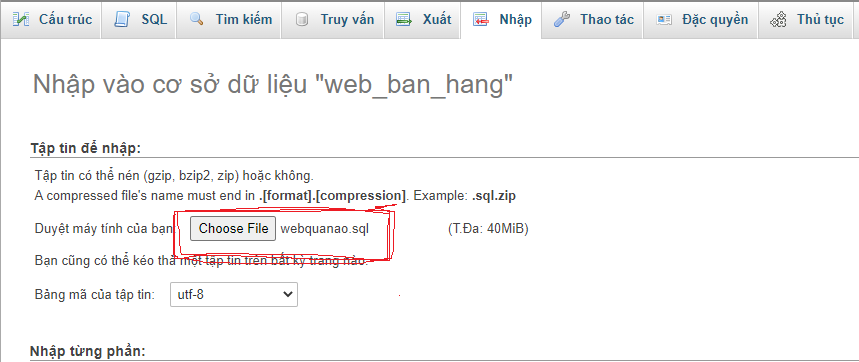 Cấu trúc SQL Tìm kiếm Truy vấn Xuất Nhập Thao tác Đặc quyền Thủ tục
Nhập vào cơ sở dữ liệu "web_ban_hang"
Tập tin để nhập:
Tập tin có thể nén (gzip, bzip2, zip) hoặc không.
A compressed file's name must end in .[format].[compression]. Example: .sql.zip
Duyệt máy tính của bạn Choose File webquanao.sql (T.Đa: 40MiB)
Bạn cũng có thể kéo thả một tập tin trên bất kỳ trang nào.
Bảng mã của tập tin: utf-8
Nhập từng phần: